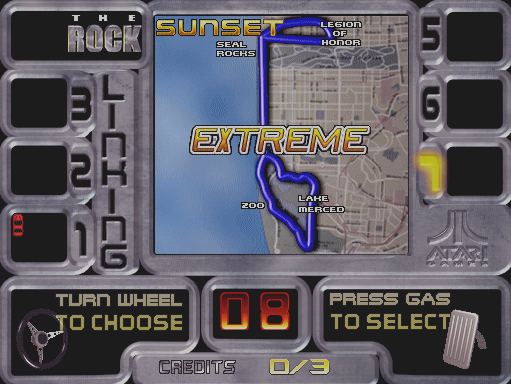 THE
ROCK
SUNSET
LEGION
OF
HONOR
SEAL
ROCKS
5
3
LINKING
6
EXTREME
2
7
ZOO
LAKE
MERCED
1
ATARI
GAMES
TURN WHEEL
TO CHOOSE
08
PRESS GAS
TO SELECT
CREDITS 0/3